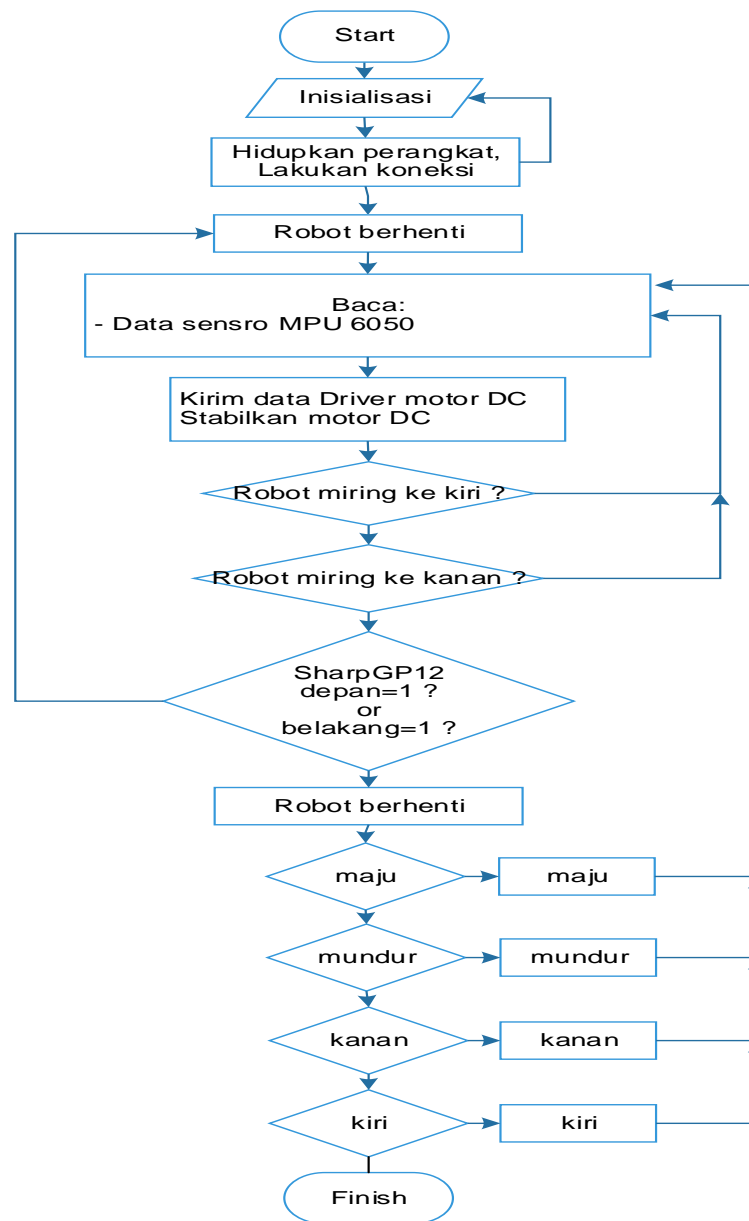 Start
Inisialisasi
Hidupkan perangkat,
Lakukan koneksi
Robot berhenti
Baca:
- Data sensro MPU 6050
Kirim data Driver motor DC
Stabilkan motor DC
Robot miring ke kiri ?
Robot miring ke kanan ?
SharpGP12
depan=1 ?
or
belakang=1 ?
Robot berhenti
maju
maju
mundur
mundur
kanan
kanan
kiri
kiri
Finish